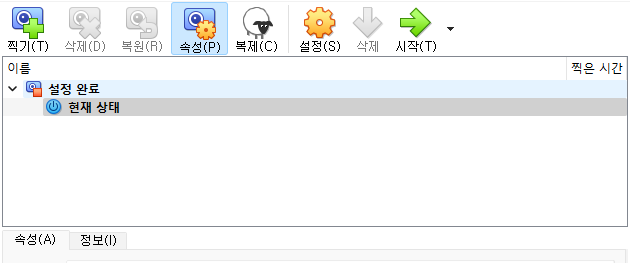 찍기(T) 삭제(D) 복원(R) 속성(P) 복제(C) 설정(S) 삭제 시작(T)
이름 찍은 시간
설정 완료
현재 상태
속성(A) 정보(I)